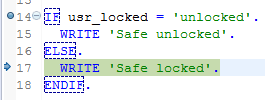 14 IF usr_locked = 'unlocked'.
15 WRITE 'Safe unlocked'.
16 ELSE.
17 WRITE 'Safe locked'.
18 ENDIF.